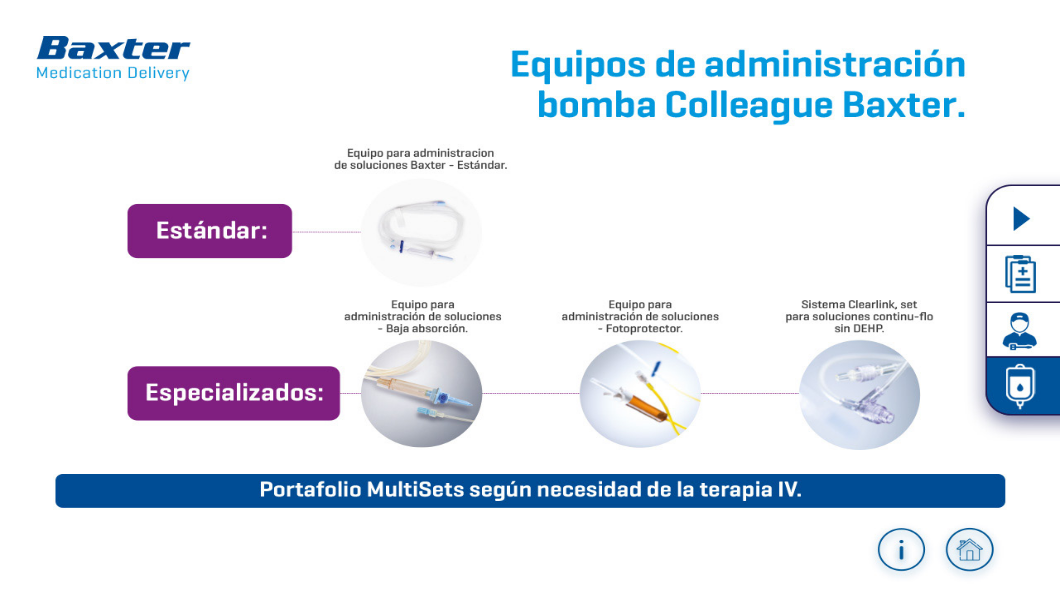 Baxter
Medication Delivery
Equipos de administración
bomba Colleague Baxter.
Equipo para administracion
de soluciones Baxter - Estándar.
Estándar:
Equipo para
administración de soluciones
- Baja absorción.
Equipo para
administración de soluciones
- Fotoprotector.
Sistema Clearlink, set
para soluciones continu-flo
sin DEHP.
Especializados:
Portafolio MultiSets según necesidad de la terapia IV.
i